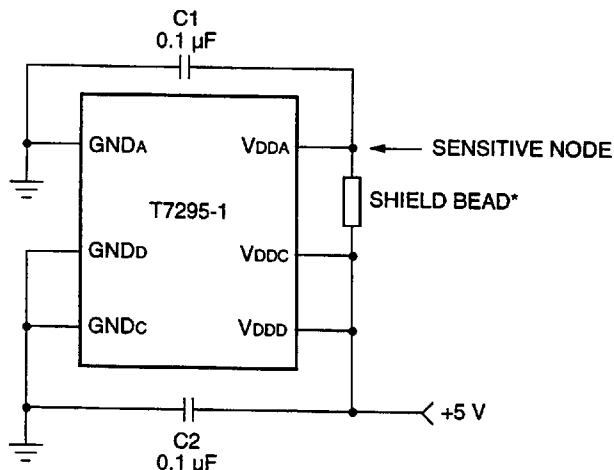 C1
0.1 µF
GNDA
VDDA
SENSITIVE NODE
T7295-1
SHIELD BEAD*
GNDD
VDDC
GNDC
VDDD
+5 V
C2
0.1 µF